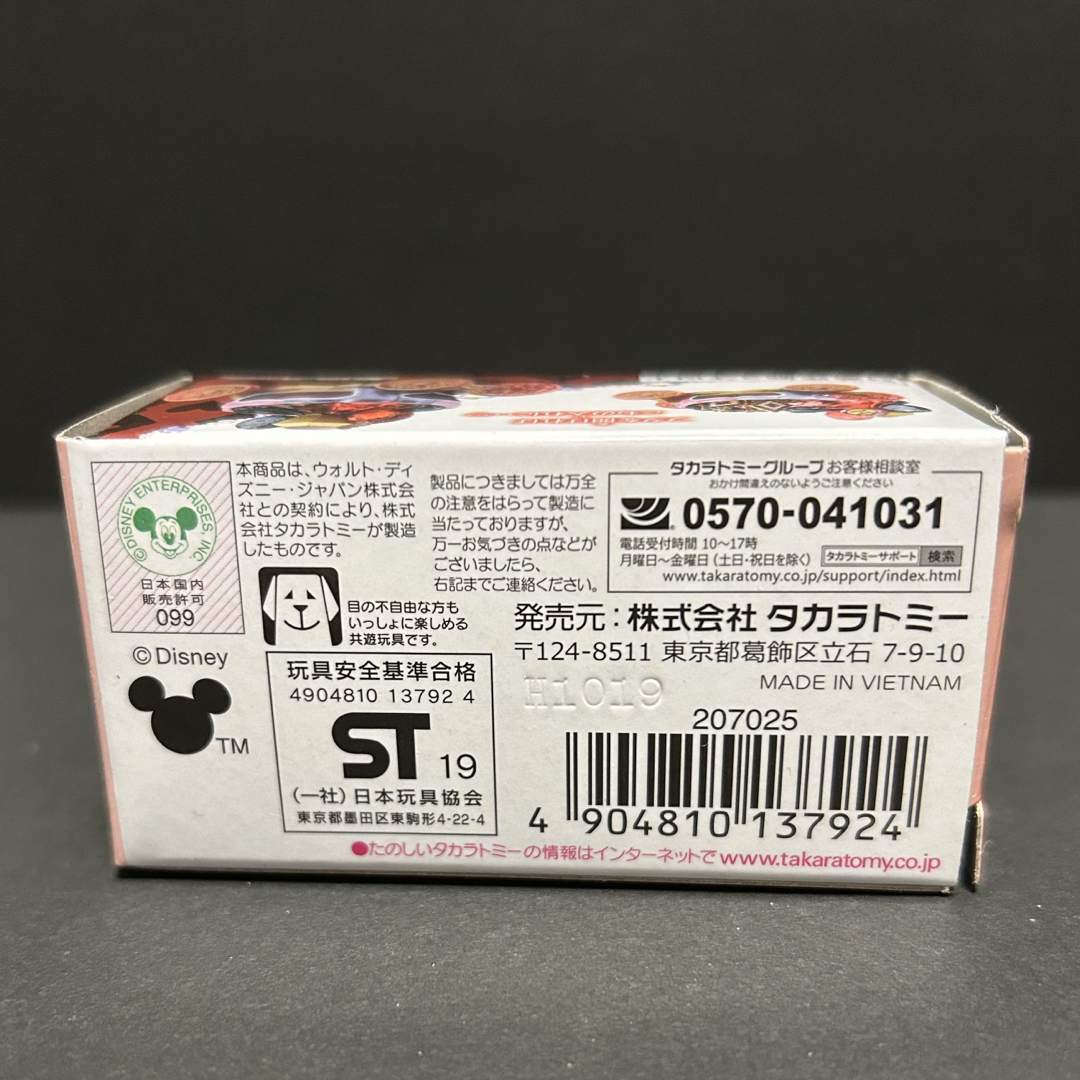 ©DISNEY ENTERPRISES, INC.
日本国内
販売許可
099
©Disney
TM
本商品は、ウォルト・ディ
ズニー・ジャパン株式会
社との契約により、株式
会社タカラトミーが製造
したものです。
目の不自由な方も
いっしょに楽しめる
共遊玩具です。
玩具安全基準合格
4904810 13792 4
ST 19
(一社)日本玩具協会
東京都墨田区東駒形4-22-4
製品につきましては万全
の注意をはらって製造に
当たっておりますが、
万一お気づきの点などが
ございましたら、
右記までご連絡ください。
タカラトミーグループ お客様相談室
おかけ間違えのないようご注意ください
0570-041031
電話受付時間 10〜17時
月曜日〜金曜日(土日・祝日を除く) タカラトミーサポート 検索
www.takaratomy.co.jp/support/index.html
発売元:株式会社 タカラトミー
〒124-8511 東京都葛飾区立石 7-9-10
H1019
MADE IN VIETNAM
207025
4 904810 137924
●たのしいタカラトミーの情報はインターネットで www.takaratomy.co.jp